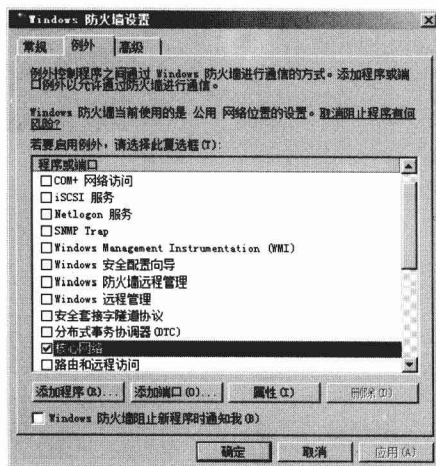 Windows 防火墙设置
常规 例外 高级
例外控制程序之间通过 Windows 防火墙进行通信的方式。添加程序或端
口例外以允许通过防火墙进行通信。
Windows 防火墙当前使用的是 公用 网络位置的设置。取消阻止程序有何
风险?
若要启用例外，请选择此复选框(T):
程序或端口
COM+ 网络访问
iSCSI 服务
Netlogon 服务
SNMP Trap
Windows Management Instrumentation (WMI)
Windows 安全配置向导
Windows 防火墙远程管理
Windows 远程管理
安全套接字隧道协议
分布式事务协调器(DTC)
核心网络
路由和远程访问
添加程序(R)... 添加端口(O)... 属性(I) 删除(D)
Windows 防火墙阻止新程序时通知我(B)
确定 取消 应用(A)